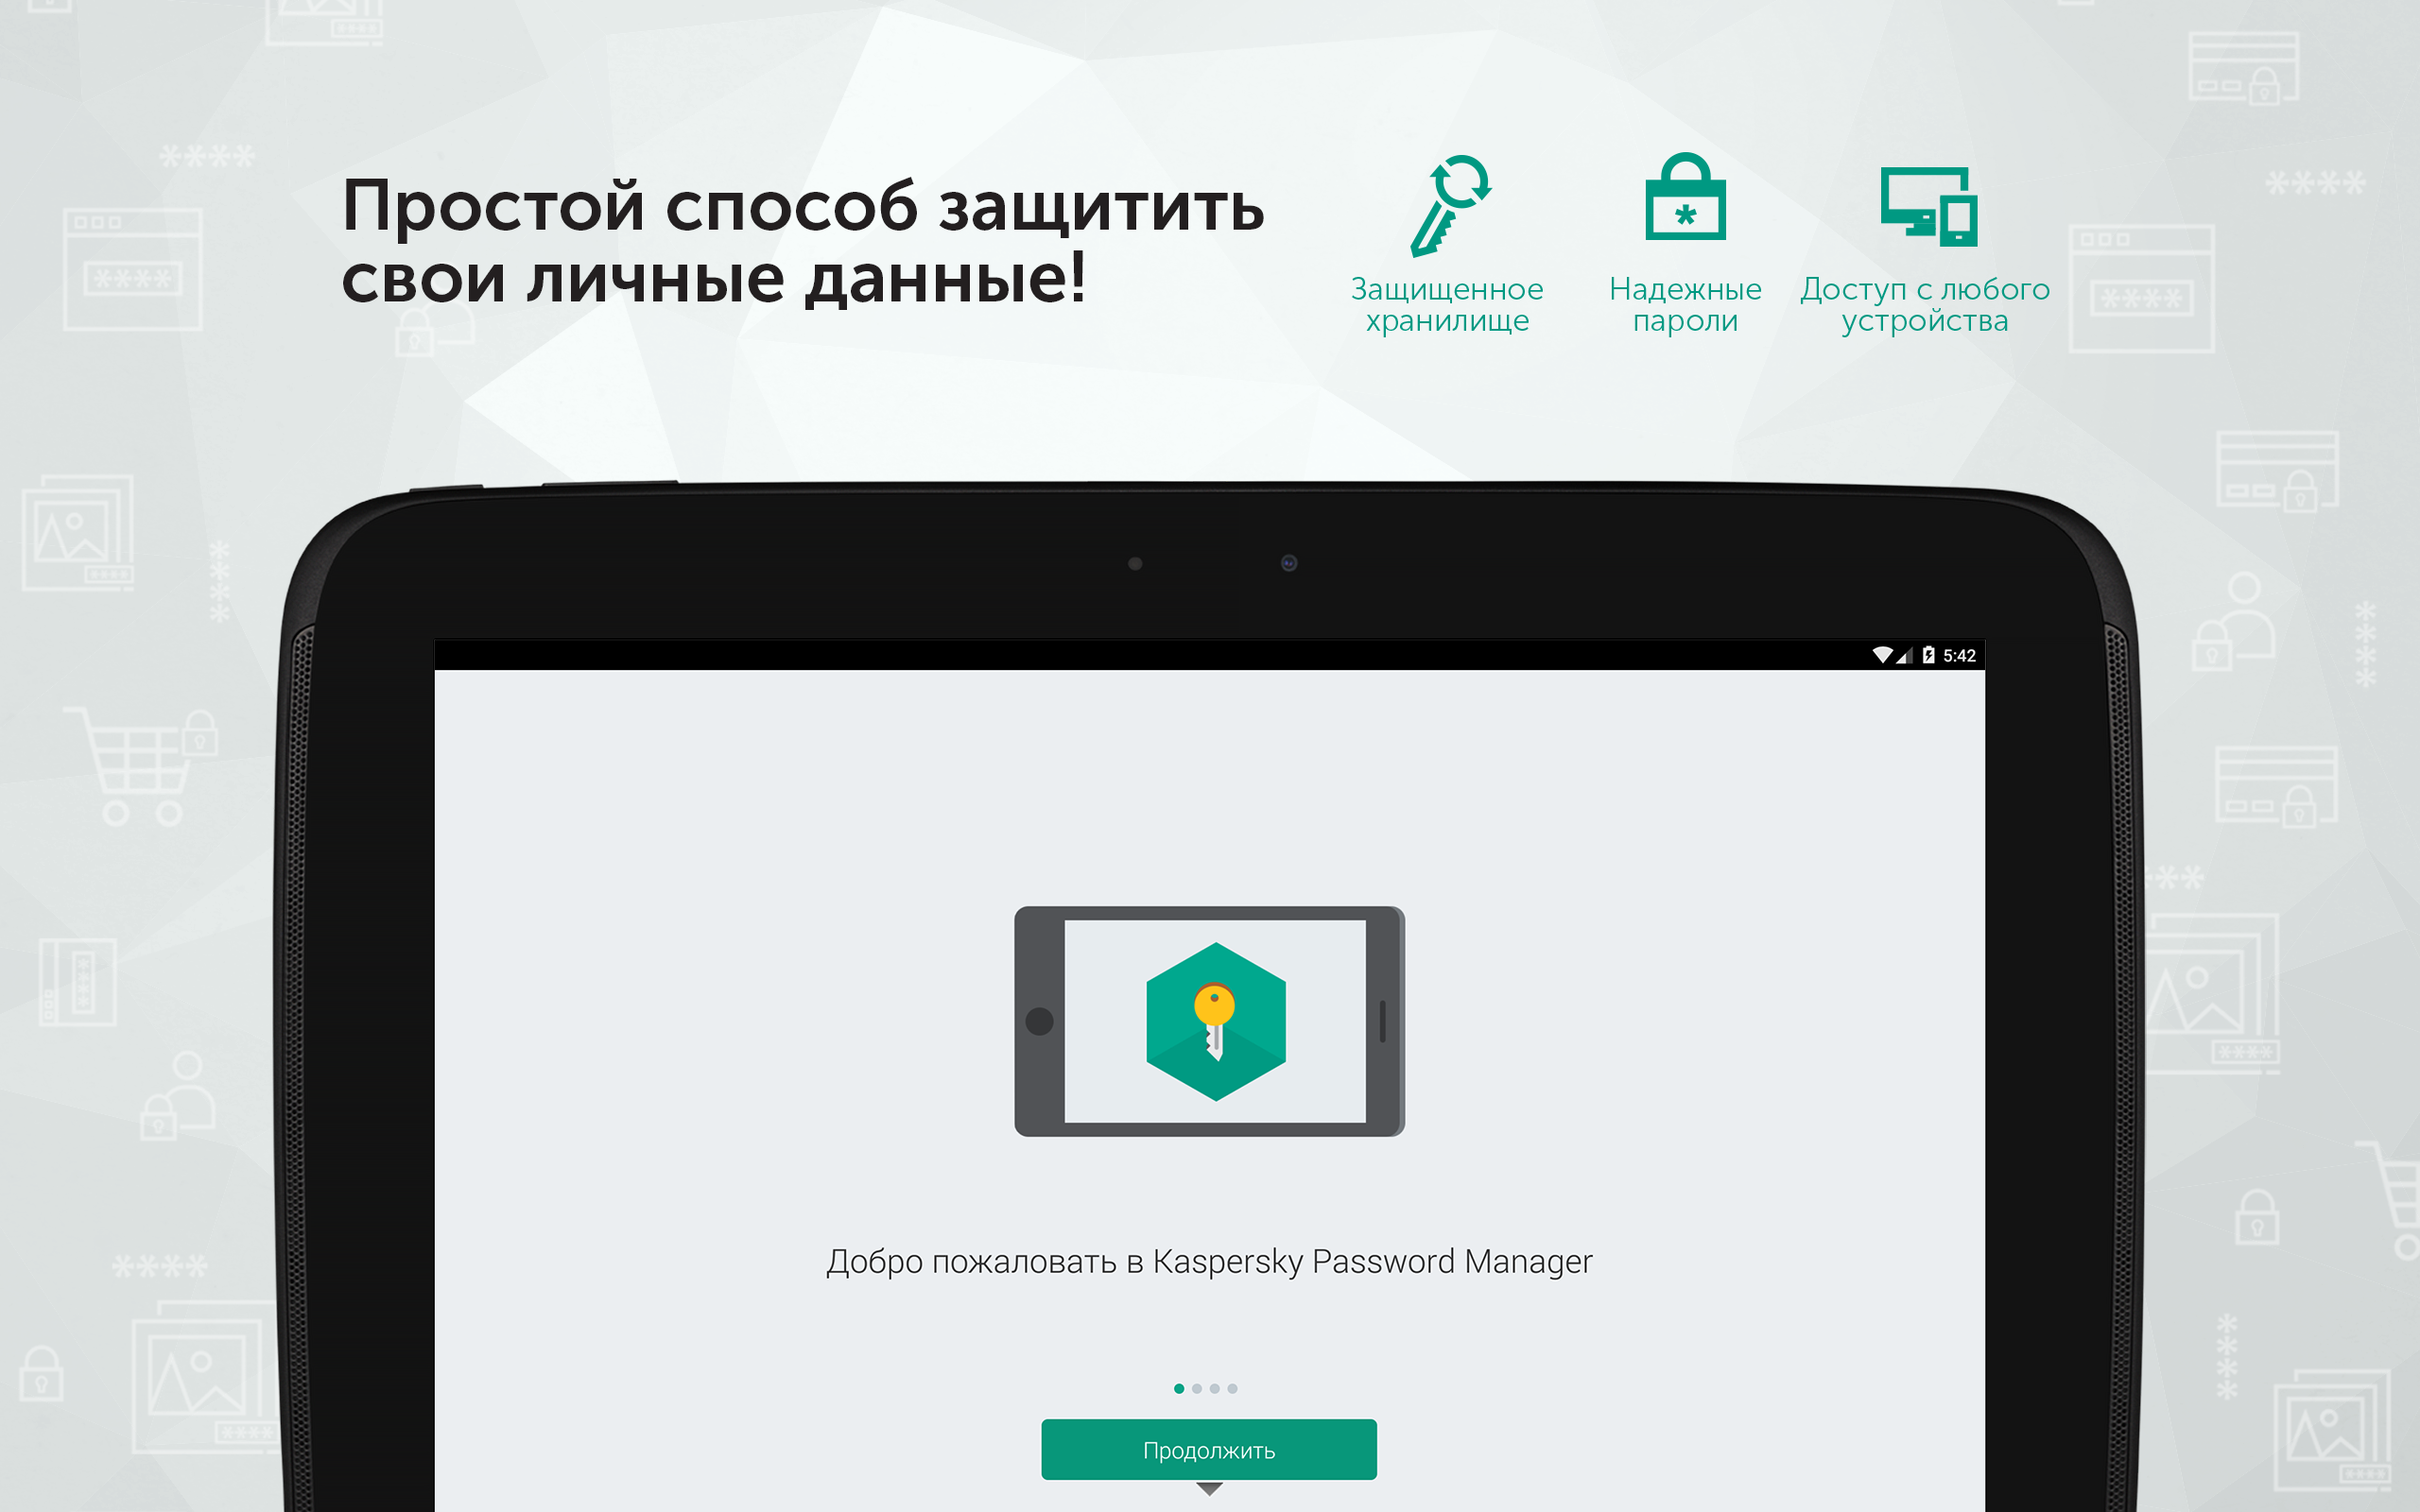 Простой способ защитить
свои личные данные!
Защищенное
хранилище
Надежные
пароли
Доступ с любого
устройства
5:42
Добро пожаловать в Kaspersky Password Manager
Продолжить